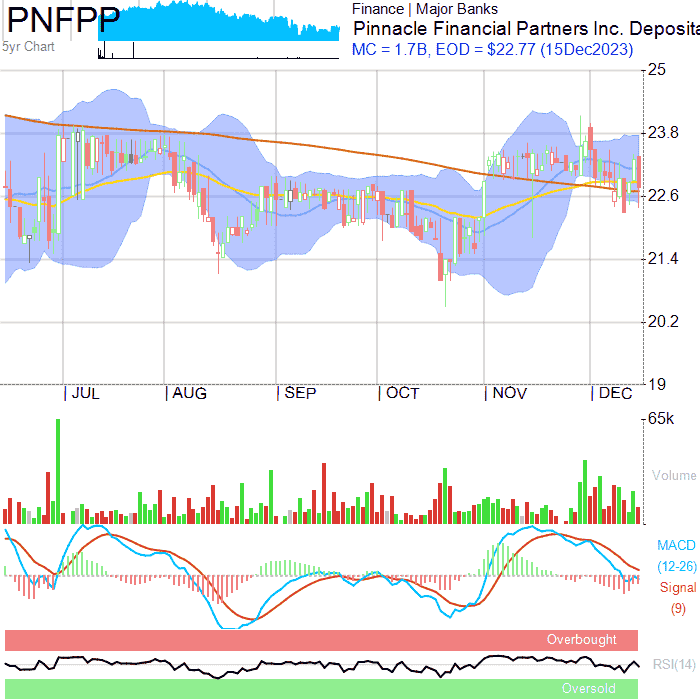 PNFPP
5yr Chart
Finance | Major Banks
Pinnacle Financial Partners Inc. Deposita
MC = 1.7B, EOD = $22.77 (15Dec2023)
25
23.8
22.6
21.4
20.2
19
| JUL | AUG | SEP | OCT | NOV | DEC
65k
Volume
MACD
(12-26)
Signal
(9)
Overbought
RSI(14)
Oversold